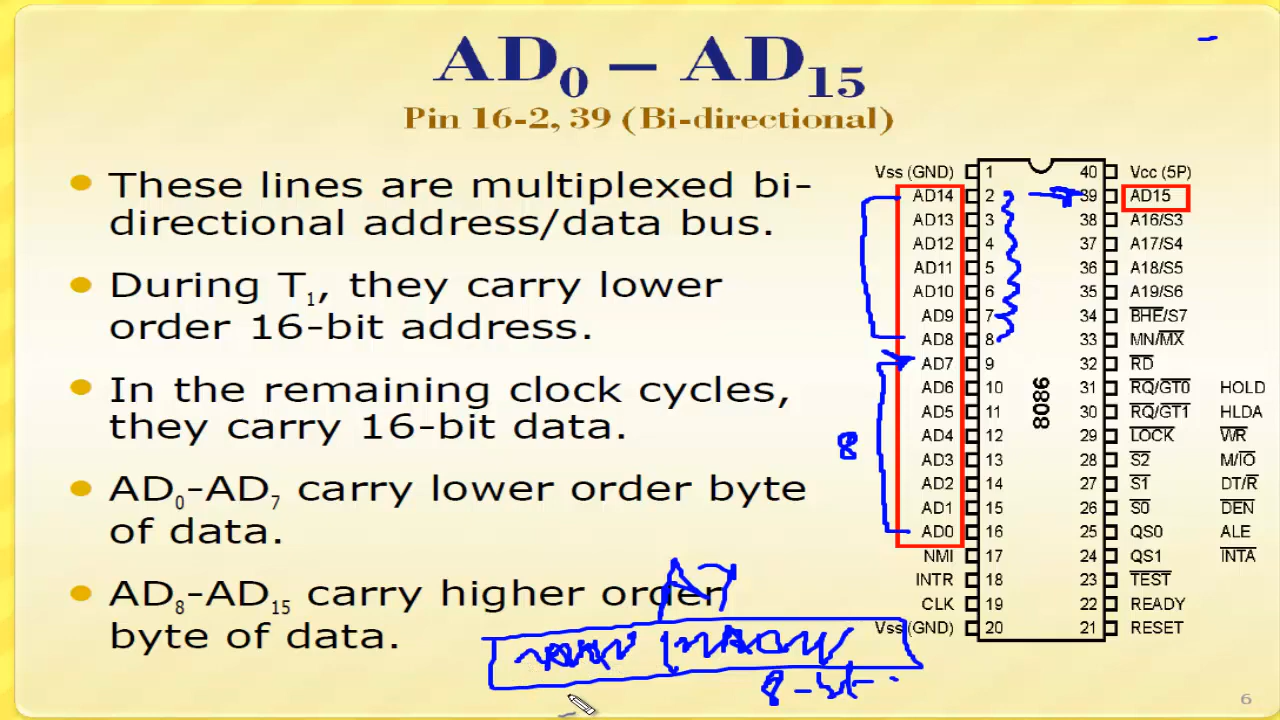 AD0 – AD15
Pin 16-2, 39 (Bi-directional)
These lines are multiplexed bi-
directional address/data bus.
During T1, they carry lower
order 16-bit address.
In the remaining clock cycles,
they carry 16-bit data.
AD0-AD7 carry lower order byte
of data.
AD8-AD15 carry higher order
byte of data.
Vss (GND) 1 40 Vcc (5P)
AD14 2 39 AD15
AD13 3 38 A16/S3
AD12 4 37 A17/S4
AD11 5 36 A18/S5
AD10 6 35 A19/S6
AD9 7 34 BHE/S7
AD8 8 33 MN/MX
AD7 9 32 RD
AD6 10 31 RQ/GT0 HOLD
AD5 11 30 RQ/GT1 HLDA
AD4 12 29 LOCK WR
AD3 13 28 S2 M/IO
AD2 14 27 S1 DT/R
AD1 15 26 S0 DEN
AD0 16 25 QS0 ALE
NMI 17 24 QS1 INTA
INTR 18 23 TEST
CLK 19 22 READY
Vss(GND) 20 21 RESET
8086
8
8-bit
6